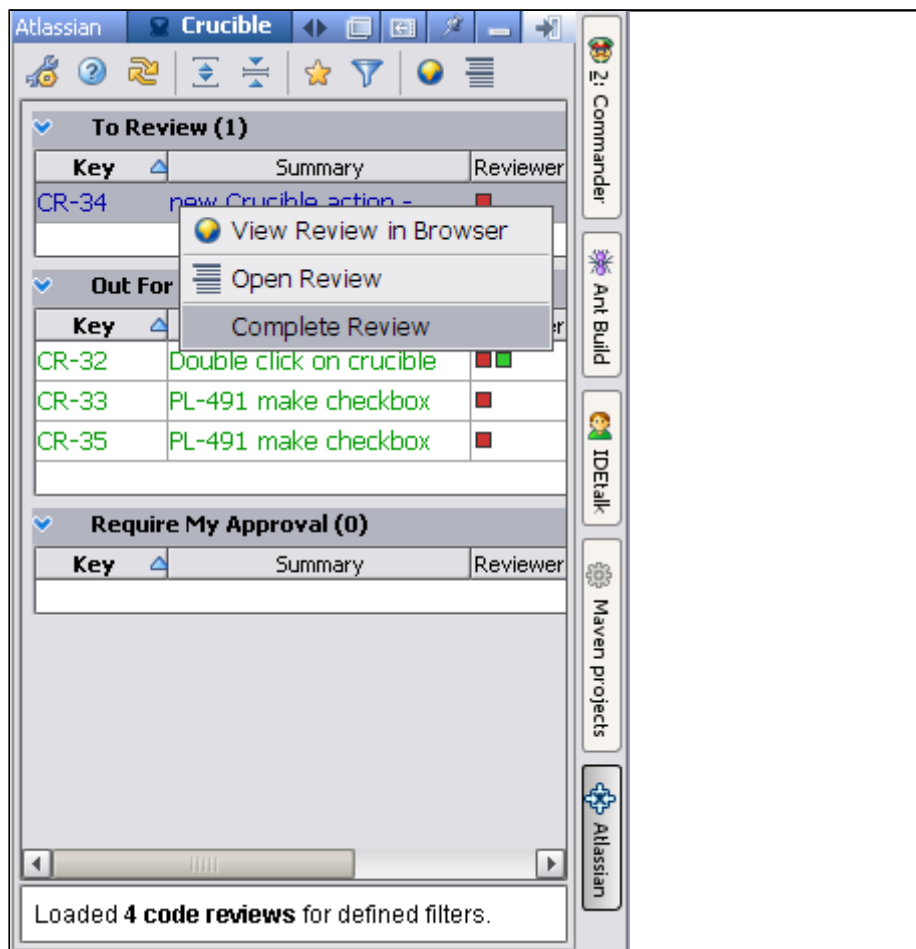 Atlassian Crucible
To Review (1)
Key Summary Reviewer
CR-34 new Crucible action -
View Review in Browser
Open Review
Complete Review
Out For
Key
CR-32 Double click on crucible
CR-33 PL-491 make checkbox
CR-35 PL-491 make checkbox
Require My Approval (0)
Key Summary Reviewer
Loaded 4 code reviews for defined filters.
2: Commander
Ant Build
IDEtalk
Maven projects
Atlassian